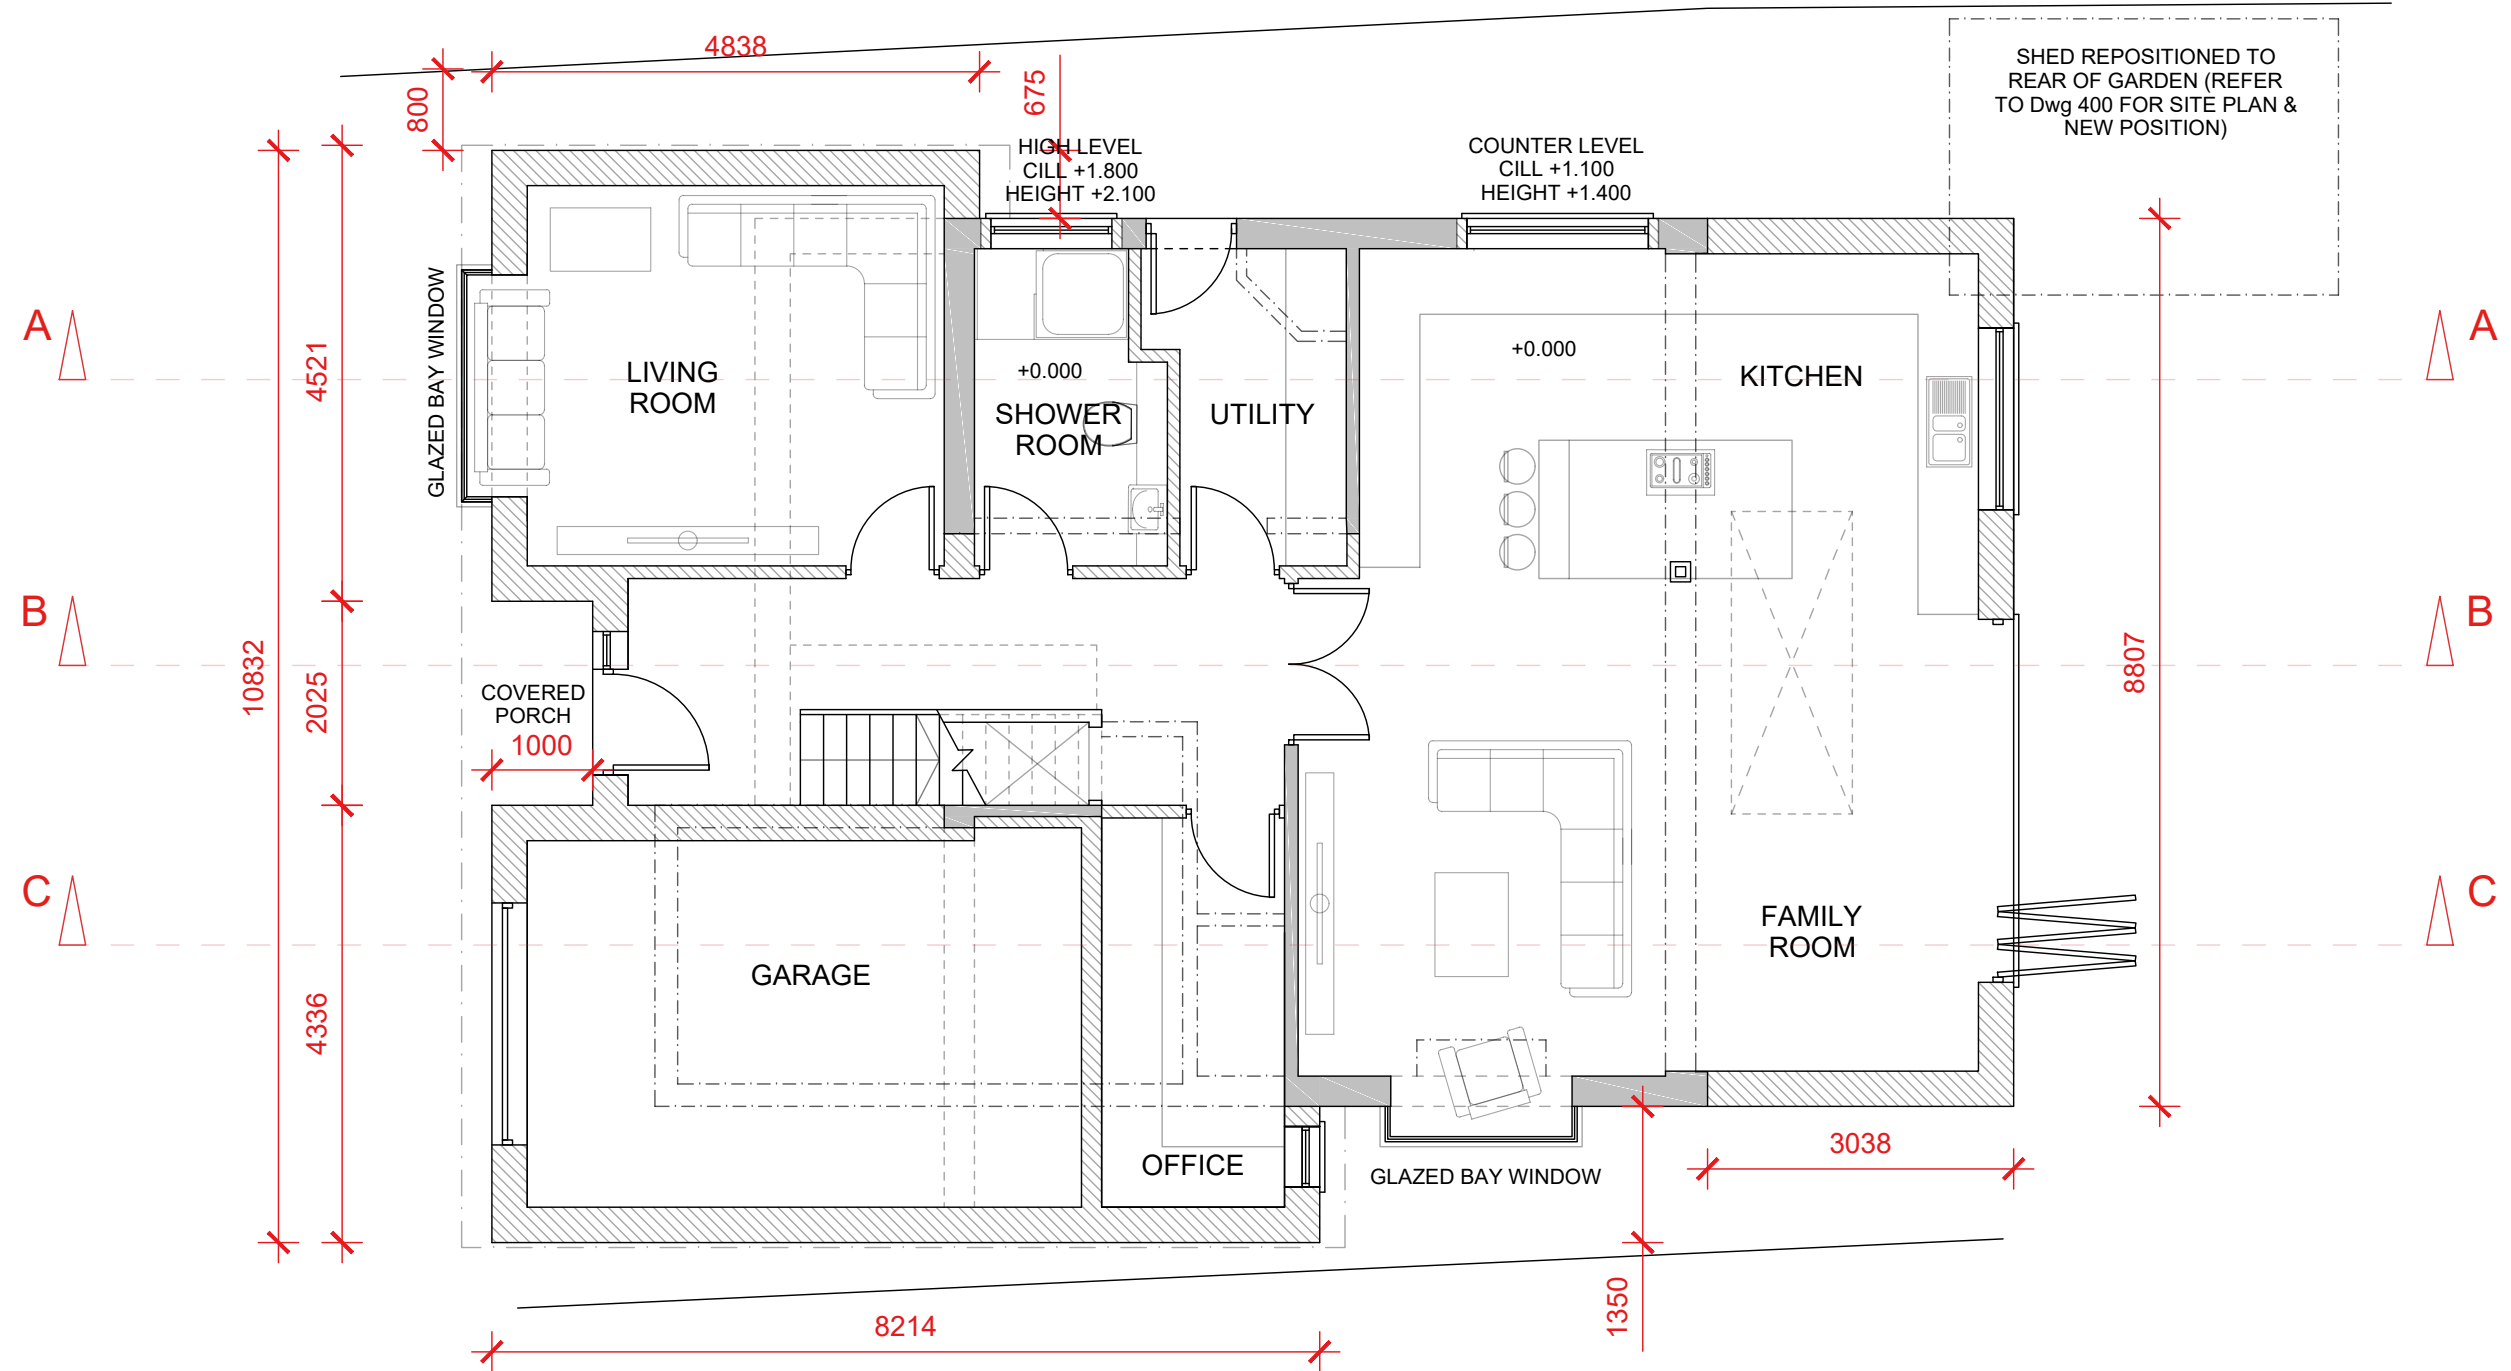 4838
800
675
SHED REPOSITIONED TO
REAR OF GARDEN (REFER
TO Dwg 400 FOR SITE PLAN &
NEW POSITION)
HIGH LEVEL
CILL +1.800
HEIGHT +2.100
COUNTER LEVEL
CILL +1.100
HEIGHT +1.400
A
A
GLAZED BAY WINDOW
4521
LIVING
ROOM
+0.000
SHOWER
ROOM
UTILITY
+0.000
KITCHEN
B
B
10832
2025
COVERED
PORCH
1000
8807
C
C
4336
GARAGE
FAMILY
ROOM
OFFICE
GLAZED BAY WINDOW
3038
1350
8214